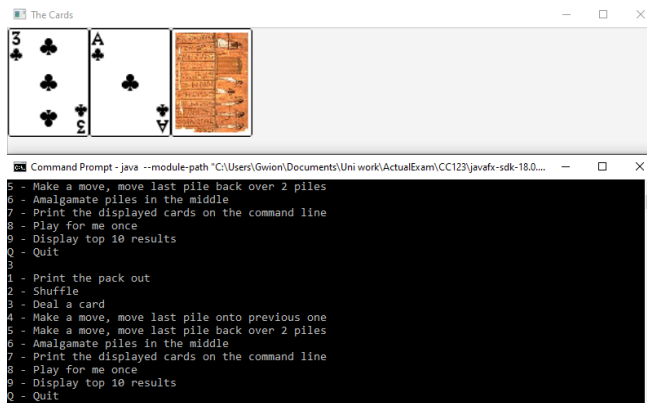 The Cards
3 A
3 A
Command Prompt - java --module-path "C:\Users\Gwion\Documents\Uni work\ActualExam\CC123\javafx-sdk-18.0....
5 - Make a move, move last pile back over 2 piles
6 - Amalgamate piles in the middle
7 - Print the displayed cards on the command line
8 - Play for me once
9 - Display top 10 results
Q - Quit
3
1 - Print the pack out
2 - Shuffle
3 - Deal a card
4 - Make a move, move last pile onto previous one
5 - Make a move, move last pile back over 2 piles
6 - Amalgamate piles in the middle
7 - Print the displayed cards on the command line
8 - Play for me once
9 - Display top 10 results
Q - Quit